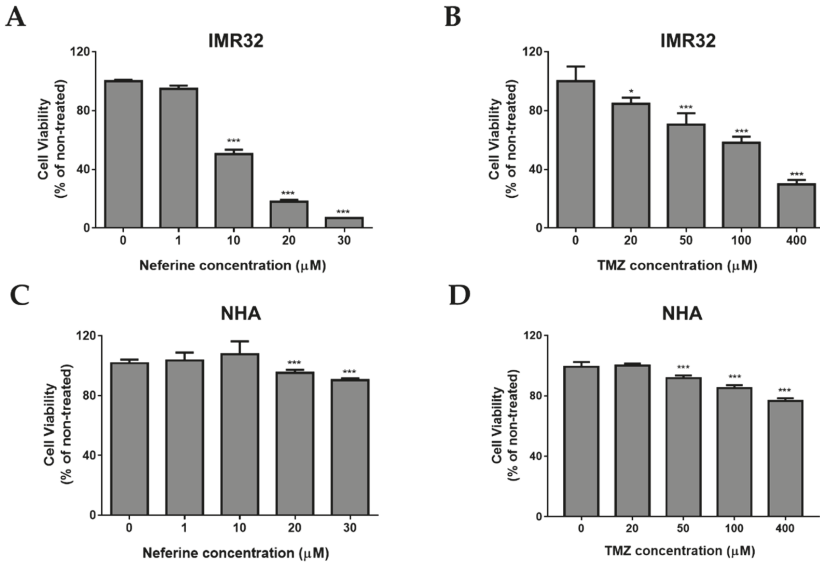 A
IMR32
Cell Viability
(% of non-treated)
120
80
40
0
***
***
***
0 1 10 20 30
Neferine concentration (μM)
B
IMR32
Cell Viability
(% of non-treated)
120
80
40
0
*
***
***
***
0 20 50 100 400
TMZ concentration (μM)
C
NHA
Cell Viability
(% of non-treated)
120
80
40
0
***
***
0 1 10 20 30
Neferine concentration (μM)
D
NHA
Cell Viability
(% of non-treated)
120
80
40
0
***
***
***
0 20 50 100 400
TMZ concentration (μM)